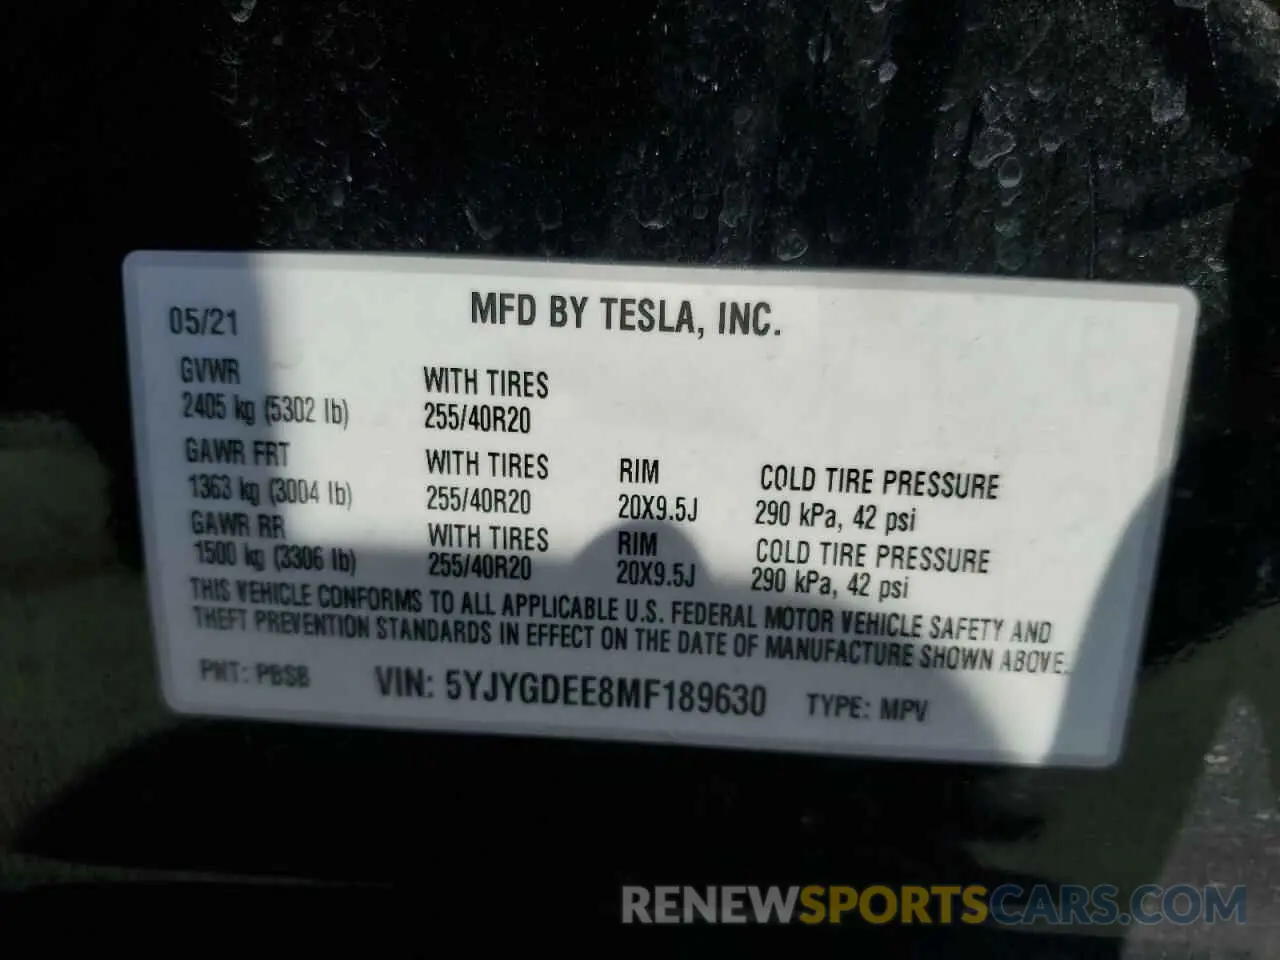 MFD BY TESLA, INC.
05/21
GVWR WITH TIRES
2405 kg (5302 lb) 255/40R20
GAWR FRT WITH TIRES RIM COLD TIRE PRESSURE
1363 kg (3004 lb) 255/40R20 20X9.5J 290 kPa, 42 psi
GAWR RR WITH TIRES RIM COLD TIRE PRESSURE
1500 kg (3306 lb) 255/40R20 20X9.5J 290 kPa, 42 psi
THIS VEHICLE CONFORMS TO ALL APPLICABLE U.S. FEDERAL MOTOR VEHICLE SAFETY AND
THEFT PREVENTION STANDARDS IN EFFECT ON THE DATE OF MANUFACTURE SHOWN ABOVE.
PNT: PBSB VIN: 5YJYGDEE8MF189630 TYPE: MPV
RENEWSPORTSCARS.COM